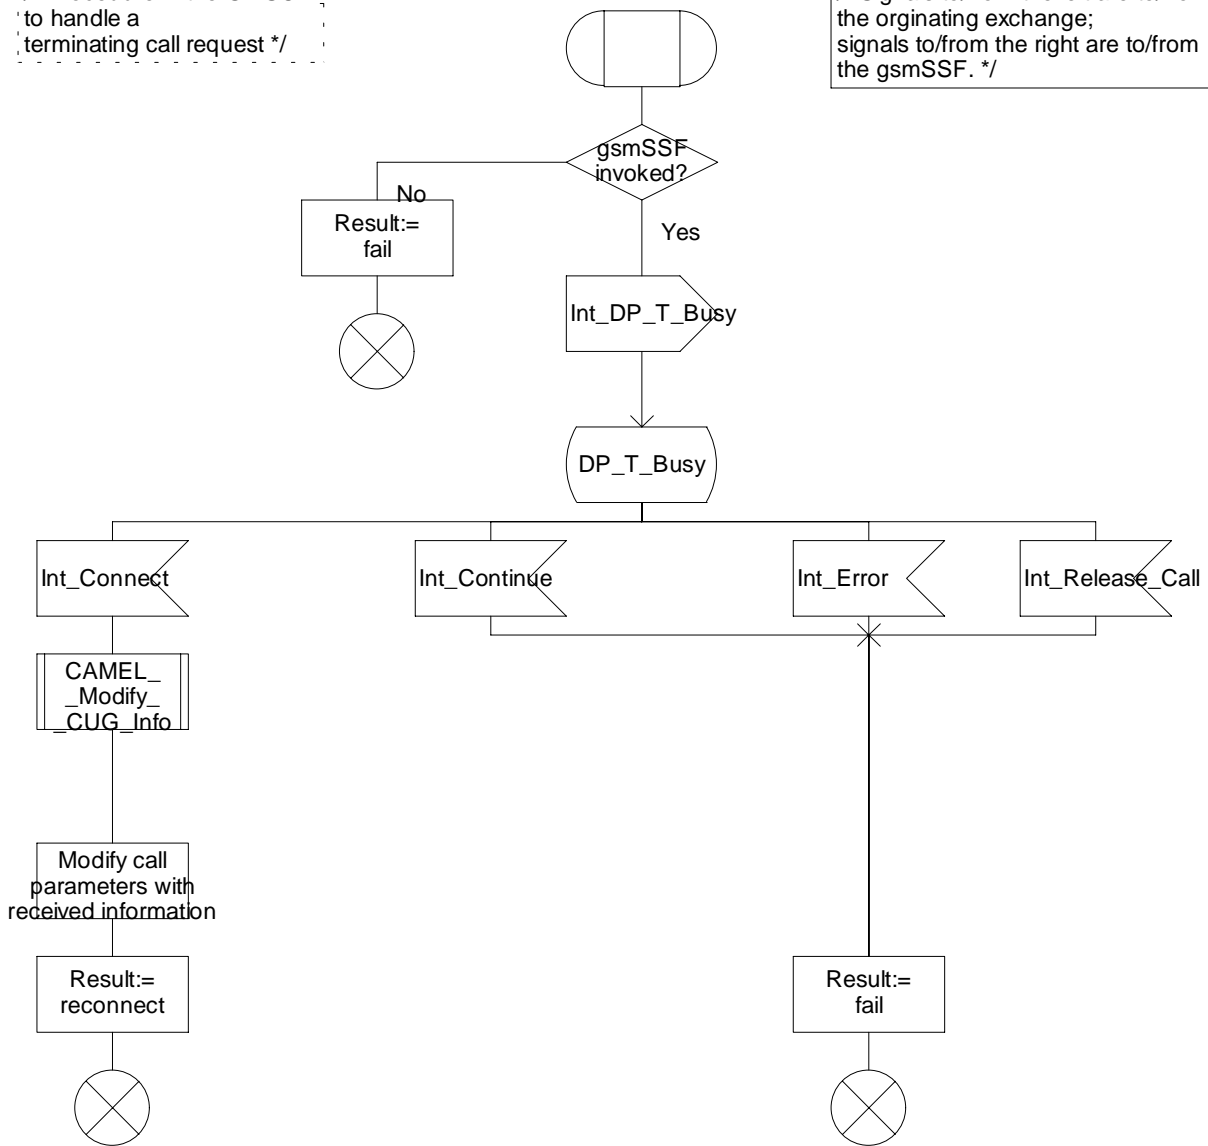 to handle a
terminating call request */
the orginating exchange;
signals to/from the right are to/from
the gsmSSF. */
gsmSSF
invoked?
No
Result:=
fail
Yes
Int_DP_T_Busy
DP_T_Busy
Int_Connect
Int_Continue
Int_Error
Int_Release_Call
CAMEL_
_Modify_
_CUG_Info
Modify call
parameters with
received information
Result:=
reconnect
Result:=
fail